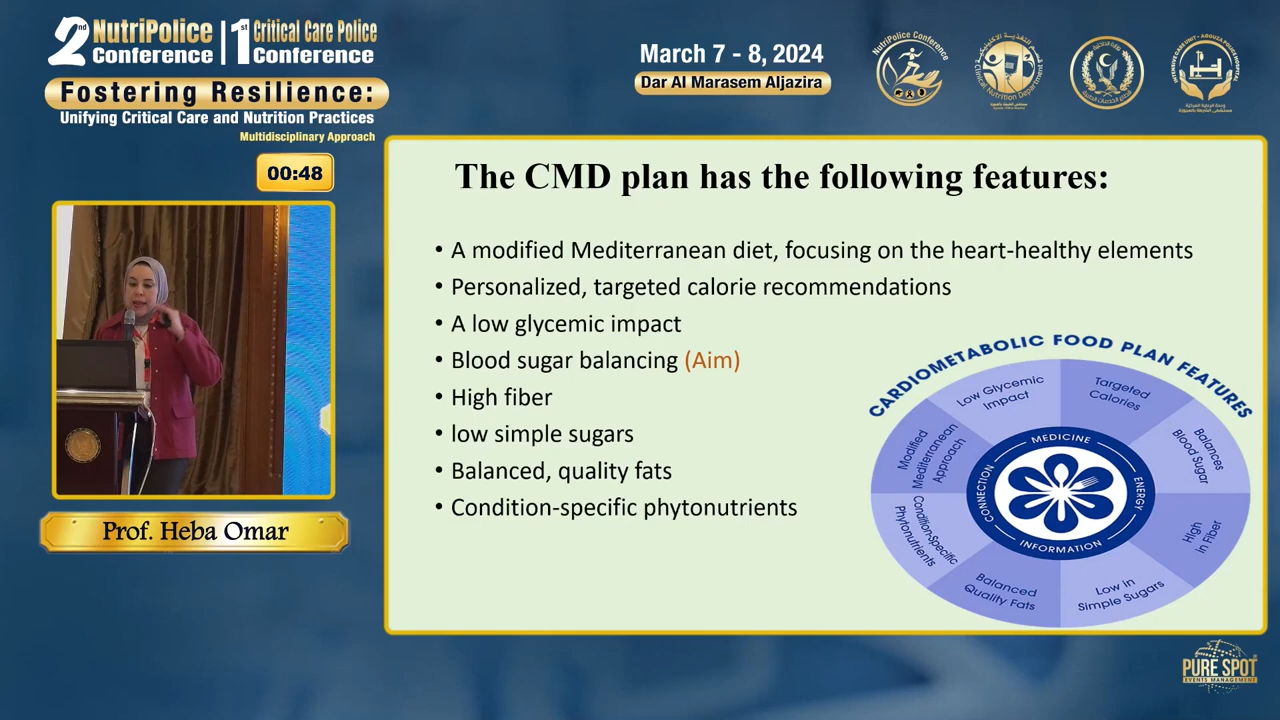 2nd NutriPolice Conference | 1st Critical Care Police Conference
Fostering Resilience:
Unifying Critical Care and Nutrition Practices
Multidisciplinary Approach
March 7 - 8, 2024
Dar Al Marasem Aljazira
NutriPolice Conference
00:48
Prof. Heba Omar
The CMD plan has the following features:
• A modified Mediterranean diet, focusing on the heart-healthy elements
• Personalized, targeted calorie recommendations
• A low glycemic impact
• Blood sugar balancing (Aim)
• High fiber
• low simple sugars
• Balanced, quality fats
• Condition-specific phytonutrients
CARDIOMETABOLIC FOOD PLAN FEATURES
Low Glycemic
Impact
Targeted
Calories
Balances
Blood Sugar
High
in Fiber
Low in
Simple Sugars
Balanced
Quality Fats
Condition-Specific
Phytonutrients
Modified
Mediterranean
Approach
MEDICINE
ENERGY
INFORMATION
CONNECTION
PURE SPOT
EVENTS MANAGEMENT